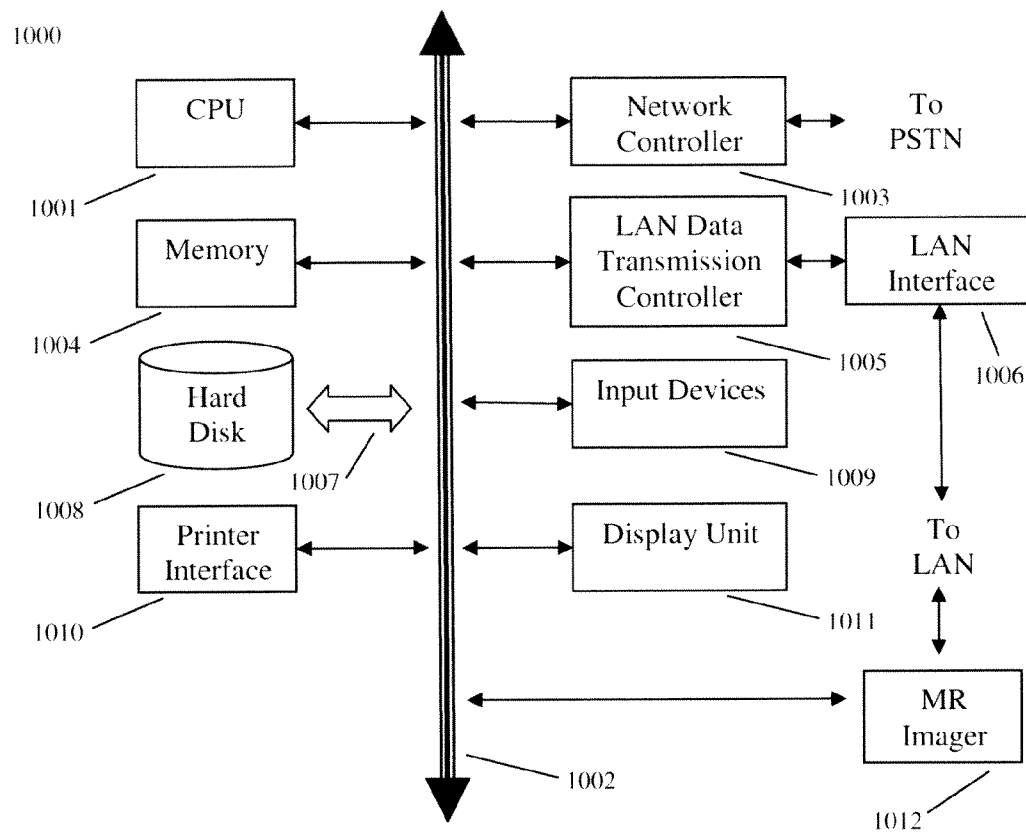 1000
CPU
1001
Network
Controller
1003
To
PSTN
Memory
1004
LAN Data
Transmission
Controller
1005
LAN
Interface
1006
Hard
Disk
1008
1007
Input Devices
1009
Printer
Interface
1010
Display Unit
1011
To
LAN
MR
Imager
1012
1002